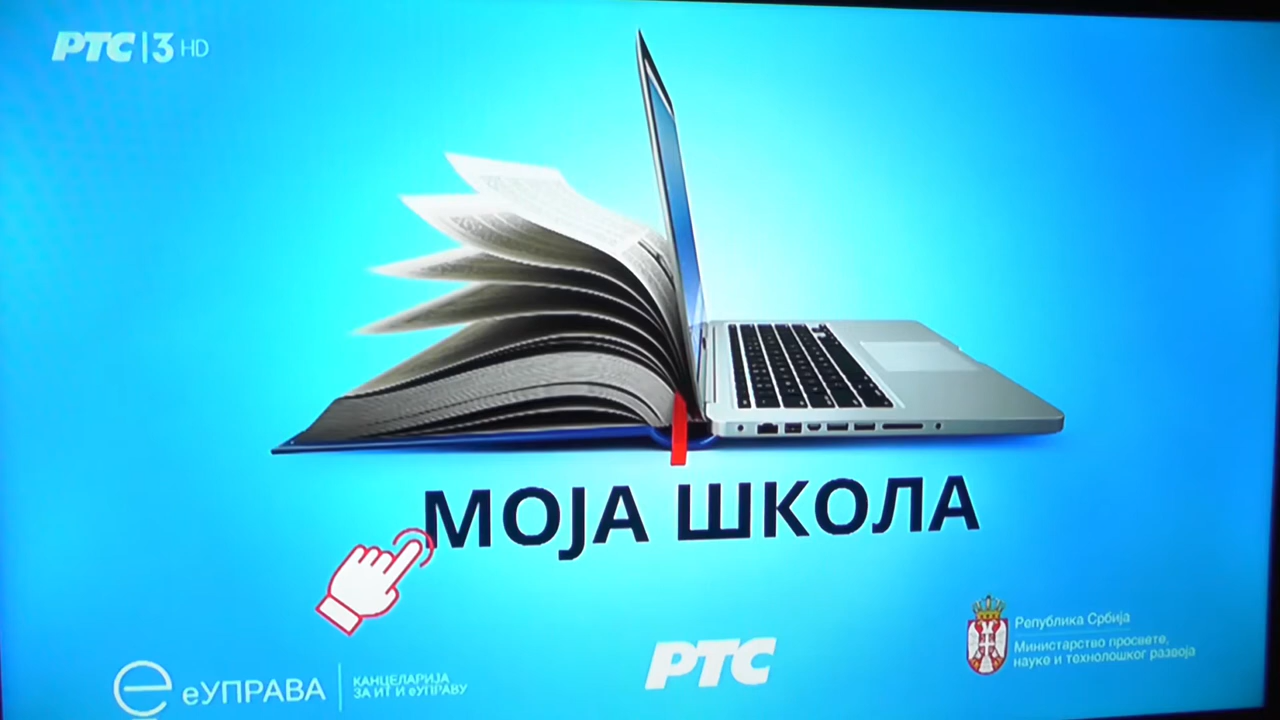 РТС|3 HD
МОЈА ШКОЛА
еУПРАВА
КАНЦЕЛАРИЈА
ЗА ИТ И еУПРАВУ
РТС
Република Србија
Министарство просвете,
науке и технолошког развоја